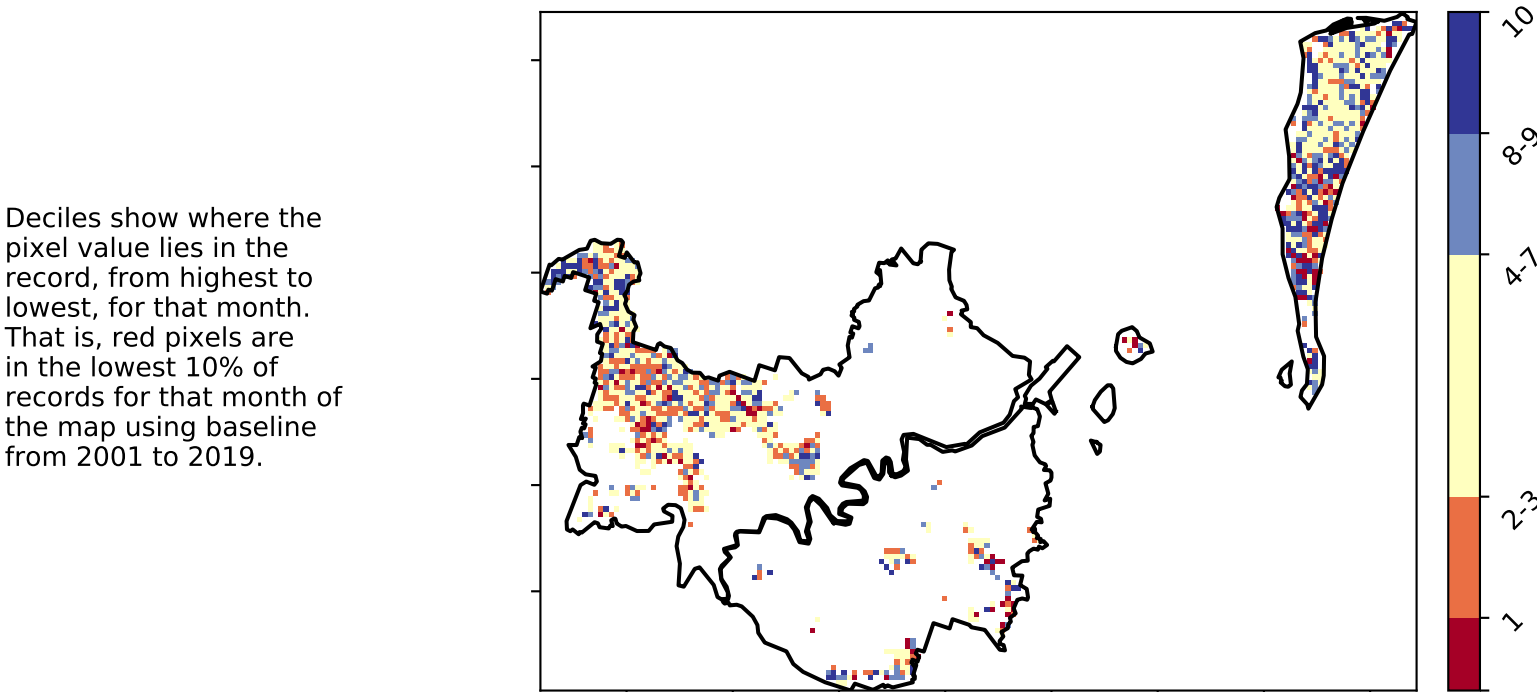 Deciles show where the
pixel value lies in the
record, from highest to
lowest, for that month.
That is, red pixels are
in the lowest 10% of
records for that month of
the map using baseline
from 2001 to 2019.
10
8-9
4-7
2-3
1